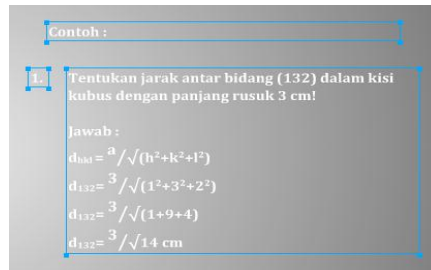 Contoh :
1. Tentukan jarak antar bidang (132) dalam kisi
kubus dengan panjang rusuk 3 cm!
Jawab :
dₕₖₗ= ᵃ/√(h²+k²+l²)
d₁₃₂= ³/√(1²+3²+2²)
d₁₃₂= ³/√(1+9+4)
d₁₃₂= ³/√14 cm